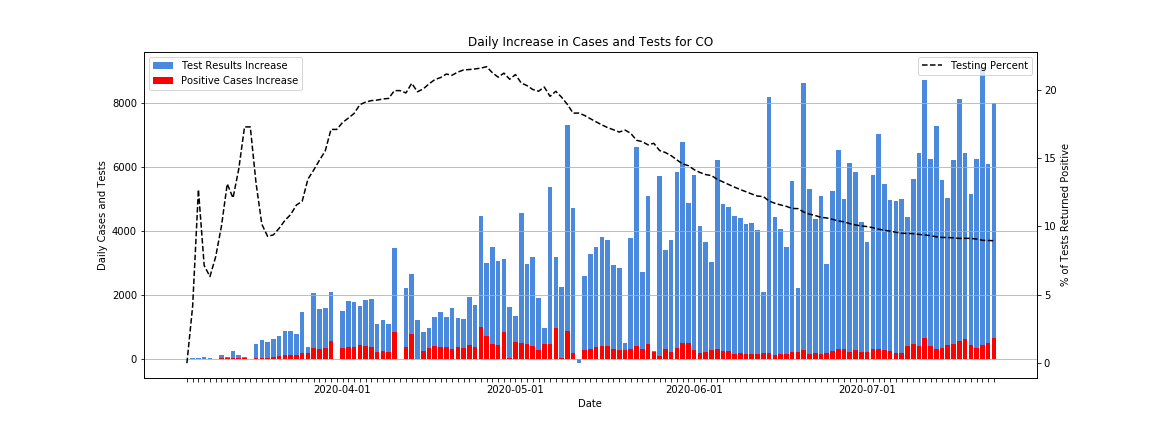 Daily Increase in Cases and Tests for CO
Test Results Increase
Positive Cases Increase
Testing Percent
8000
6000
4000
2000
0
Daily Cases and Tests
20
15
10
5
0
% of Tests Returned Positive
2020-04-01
2020-05-01
2020-06-01
2020-07-01
Date